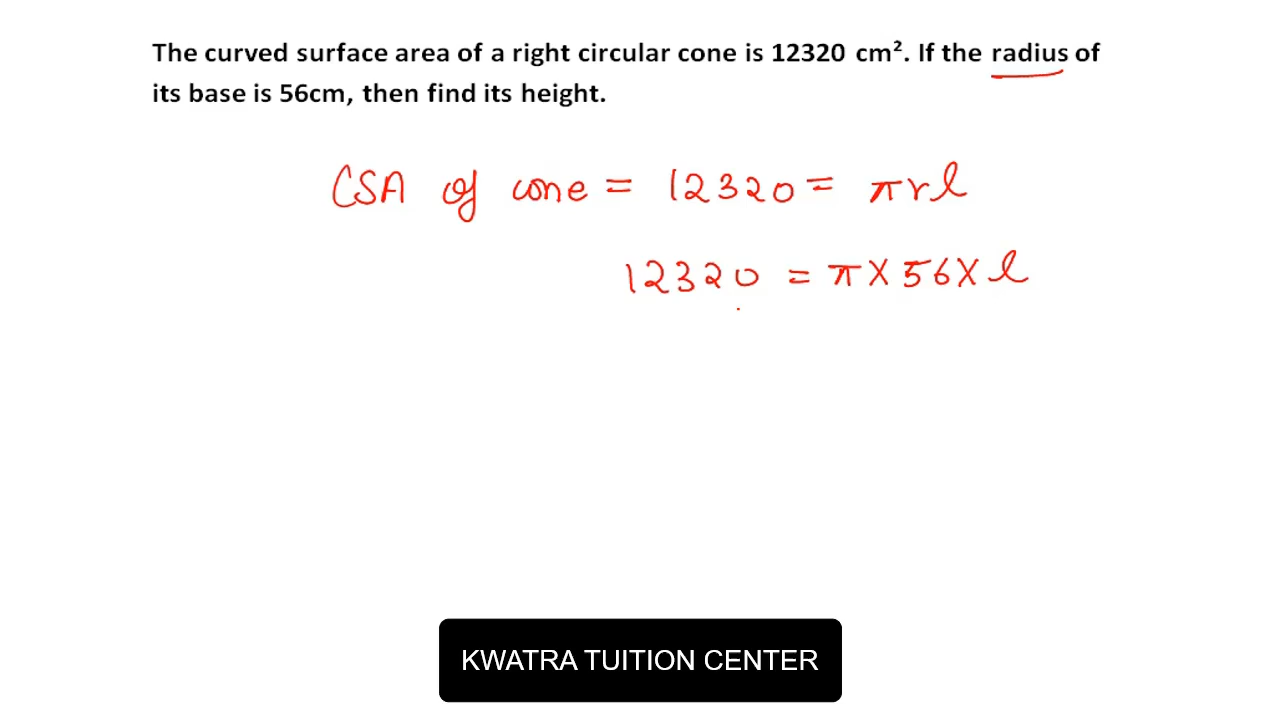 The curved surface area of a right circular cone is 12320 cm². If the radius of
its base is 56cm, then find its height.
CSA of cone = 12320 = πrl
12320 = π×56×l
KWATRA TUITION CENTER